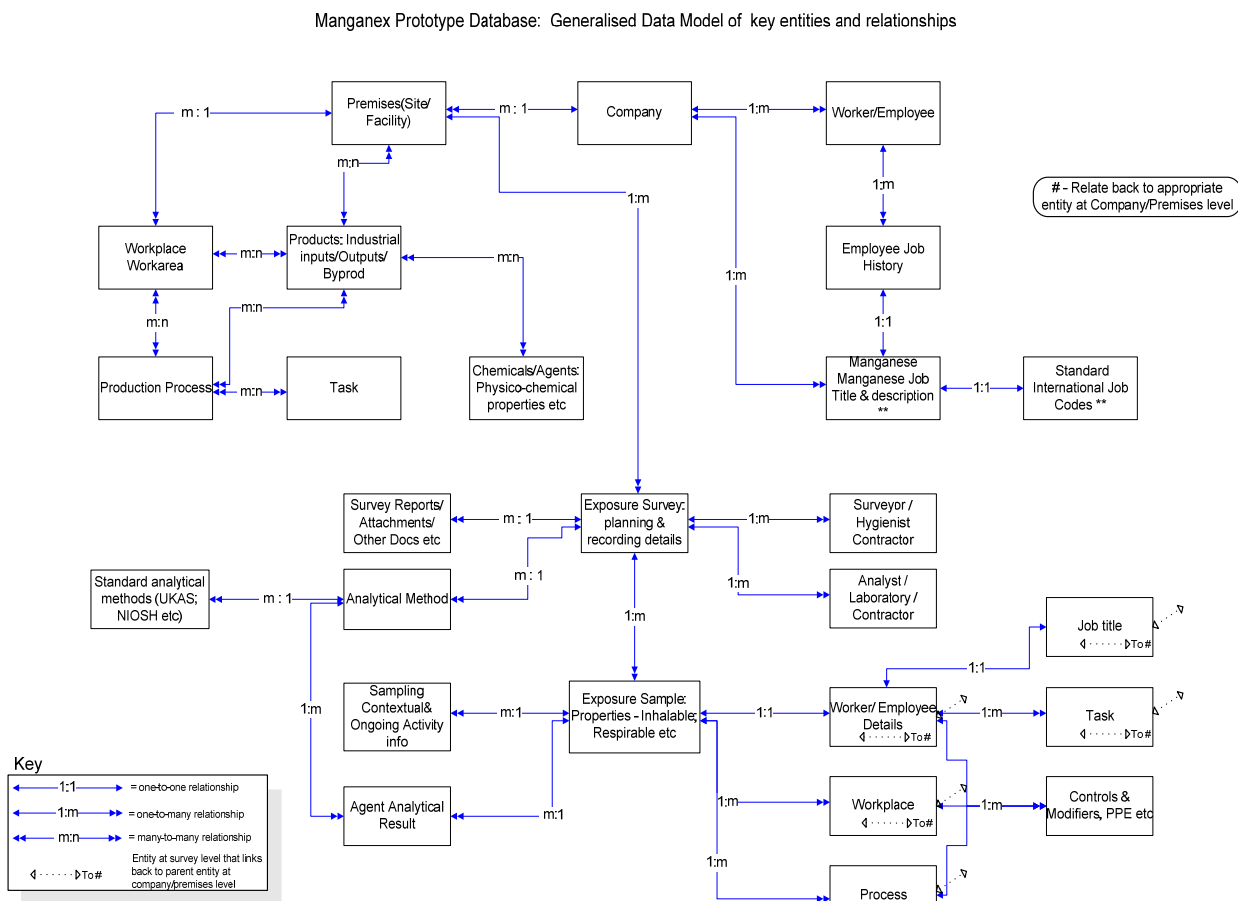 Manganex Prototype Database: Generalised Data Model of key entities and relationships
Premises(Site/
Facility)
m : 1
Company
1:m
Worker/Employee
m : 1
m:n
1:m
1:m
# - Relate back to appropriate
entity at Company/Premises level
Workplace
Workarea
m:n
Products: Industrial
inputs/Outputs/
Byprod
m:n
1:m
Employee Job
History
m:n
m:n
1:1
Production Process
m:n
Task
Chemicals/Agents:
Physico-chemical
properties etc
Manganese
Manganese Job
Title & description
**
1:1
Standard
International Job
Codes **
Survey Reports/
Attachments/
Other Docs etc
m : 1
Exposure Survey:
planning &
recording details
1:m
Surveyor /
Hygienist
Contractor
m : 1
1:m
Standard analytical
methods (UKAS;
NIOSH etc)
m : 1
Analytical Method
Analyst /
Laboratory /
Contractor
1:m
Job title
To#
1:1
1:m
Sampling
Contextual&
Ongoing Activity
info
m:1
Exposure Sample:
Properties - Inhalable;
Respirable etc
1:1
Worker/ Employee
Details
To#
1:m
Task
To#
Agent Analytical
Result
m:1
1:m
Workplace
To#
1:m
Controls &
Modifiers, PPE etc
1:m
Process
Key
1:1
= one-to-one relationship
1:m
= one-to-many relationship
m:n
= many-to-many relationship
To#
Entity at survey level that links
back to parent entity at
company/premises level